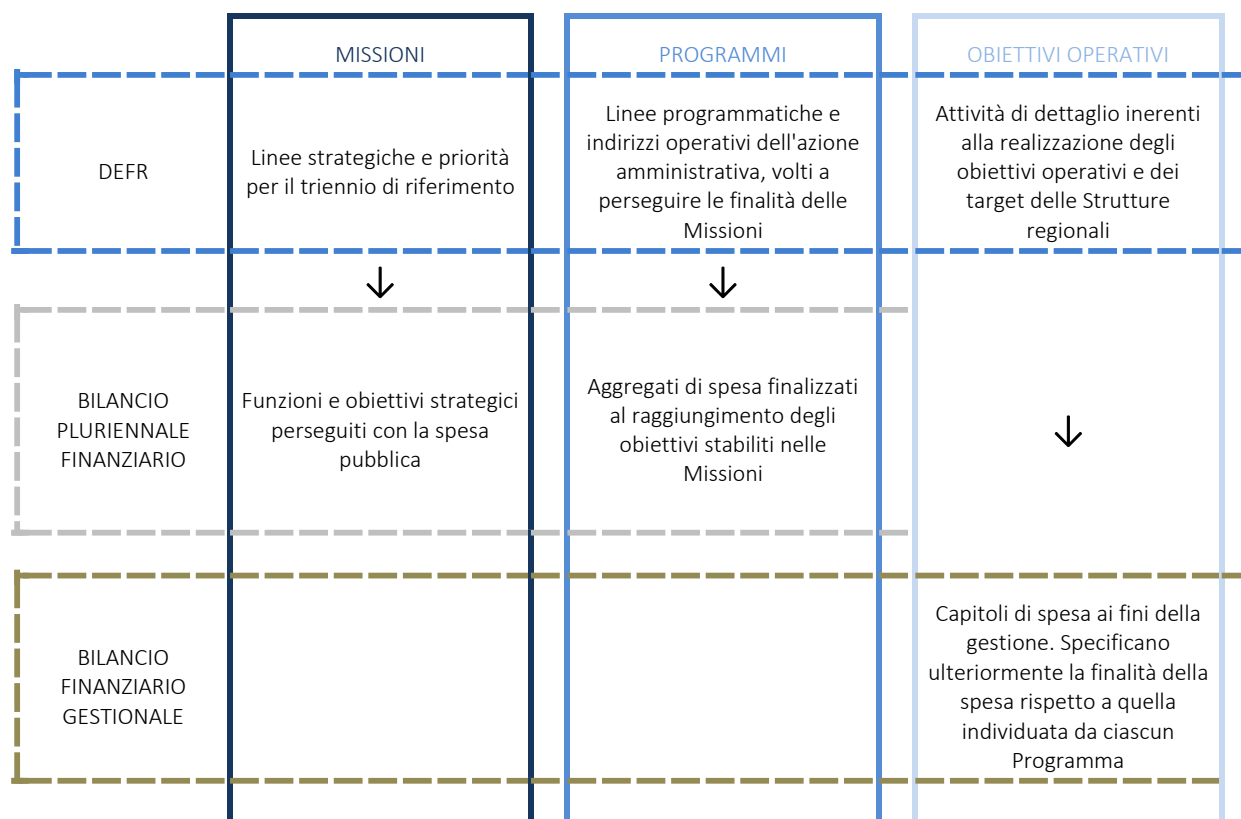 MISSIONI
PROGRAMMI
OBIETTIVI OPERATIVI
DEFR
Linee strategiche e priorità
per il triennio di riferimento
Linee programmatiche e
indirizzi operativi dell'azione
amministrativa, volti a
perseguire le finalità delle
Missioni
Attività di dettaglio inerenti
alla realizzazione degli
obiettivi operativi e dei
target delle Strutture
regionali
BILANCIO
PLURIENNALE
FINANZIARIO
Funzioni e obiettivi strategici
perseguiti con la spesa
pubblica
Aggregati di spesa finalizzati
al raggiungimento degli
obiettivi stabiliti nelle
Missioni
BILANCIO
FINANZIARIO
GESTIONALE
Capitoli di spesa ai fini della
gestione. Specificano
ulteriormente la finalità della
spesa rispetto a quella
individuata da ciascun
Programma